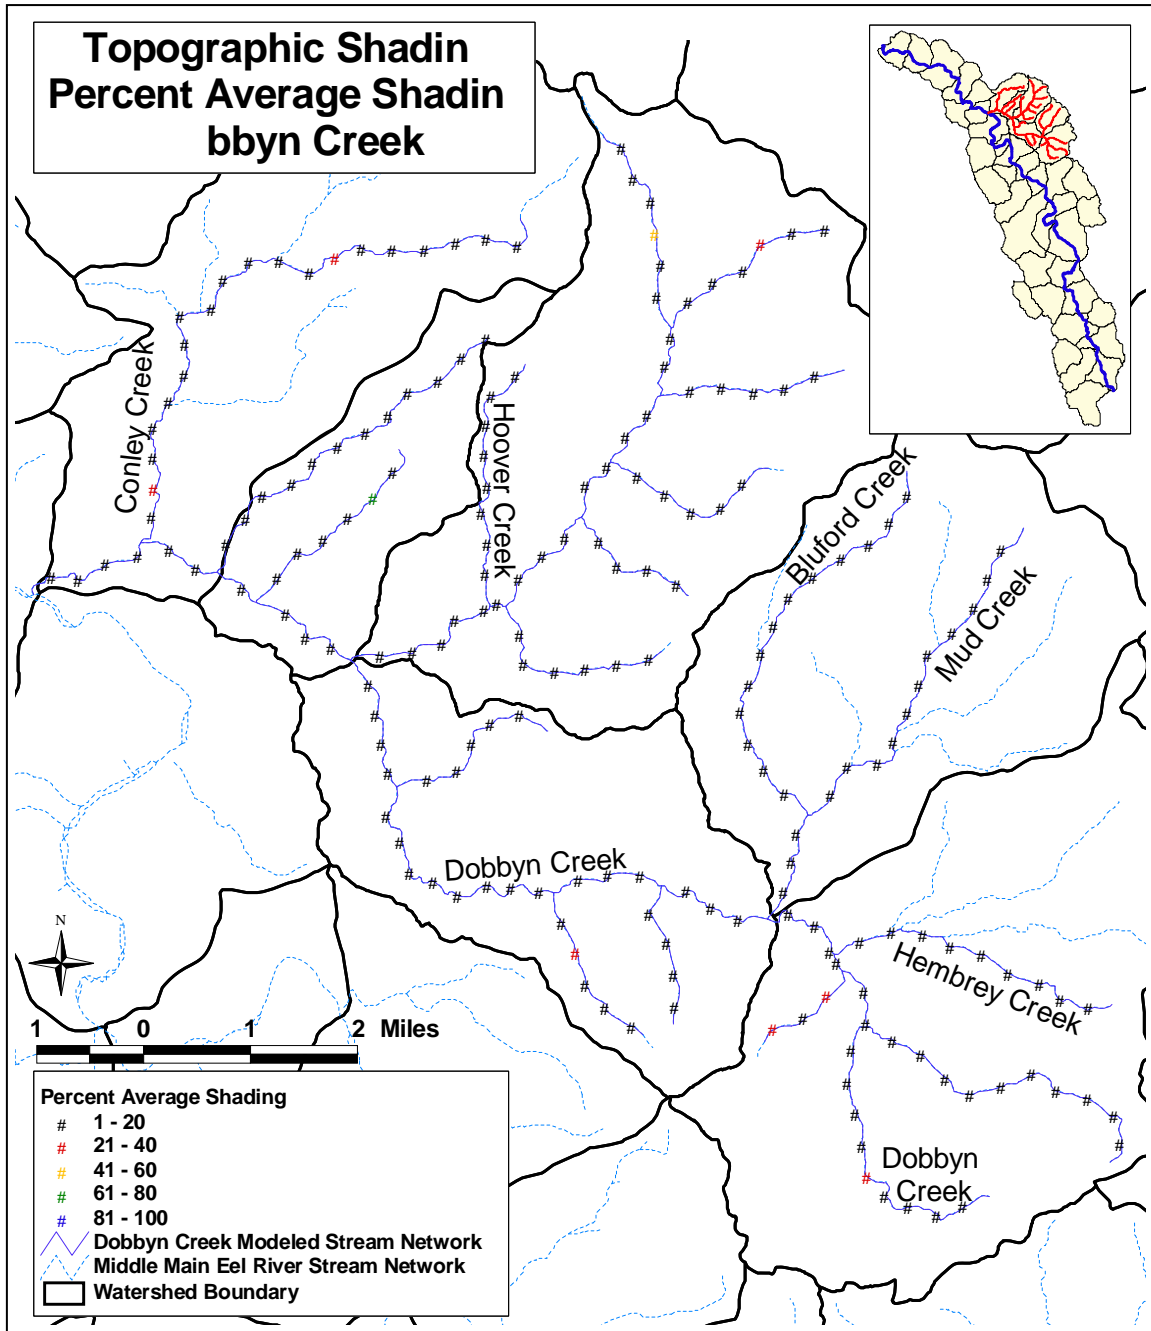 Topographic Shadin
Percent Average Shadin
bbyn Creek
Conley Creek
Hoover Creek
Bluford Creek
Mud Creek
Dobbyn Creek
Hembrey Creek
Dobbyn
Creek
N
1 0 1 2 Miles
Percent Average Shading
# 1 - 20
# 21 - 40
# 41 - 60
# 61 - 80
# 81 - 100
Dobbyn Creek Modeled Stream Network
Middle Main Eel River Stream Network
Watershed Boundary